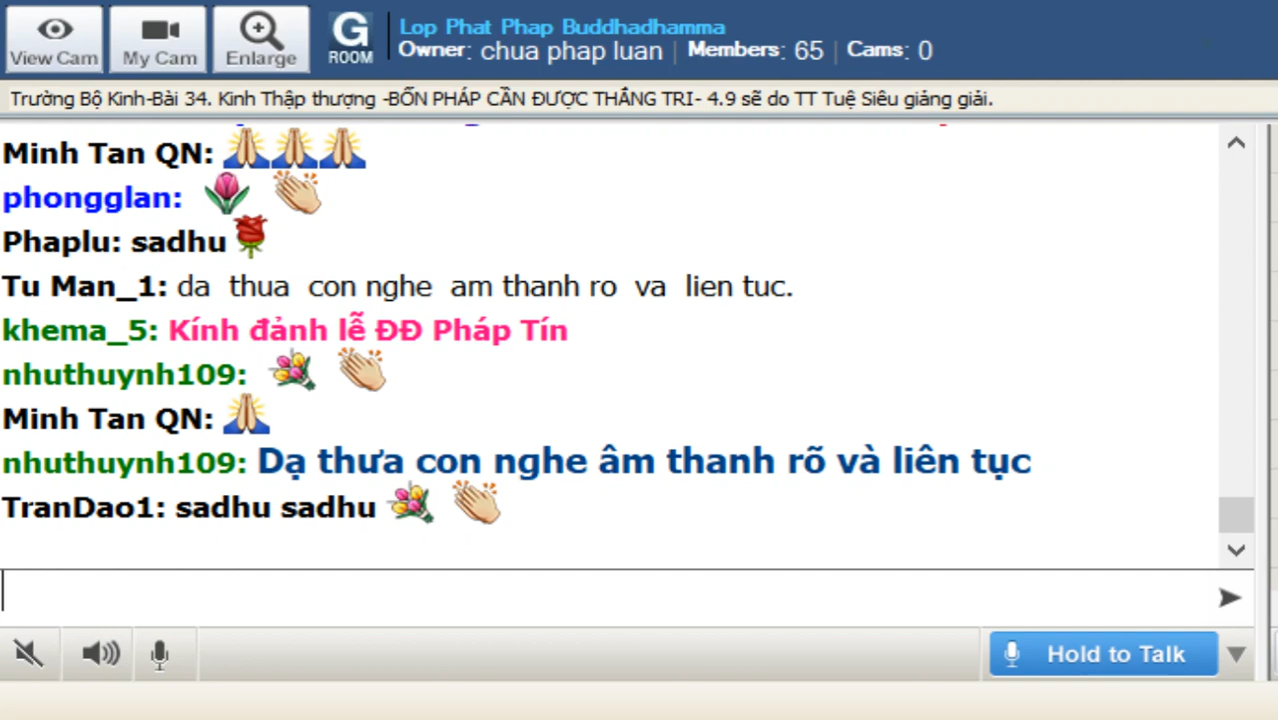 Lop Phat Phap Buddhadhamma
View Cam
My Cam
Enlarge
G ROOM
Owner: chua phap luan | Members: 65 | Cams: 0
Trường Bộ Kinh-Bài 34. Kinh Thập thượng -BỐN PHÁP CẦN ĐƯỢC THẮNG TRI- 4.9 sẽ do TT Tuệ Siêu giảng giải.
Minh Tan QN:
phongglan:
Phaplu: sadhu
Tu Man_1: da thua con nghe am thanh ro va lien tuc.
khema_5: Kính đảnh lễ ĐĐ Pháp Tín
nhuthuynh109:
Minh Tan QN:
nhuthuynh109: Dạ thưa con nghe âm thanh rõ và liên tục
TranDao1: sadhu sadhu
Hold to Talk